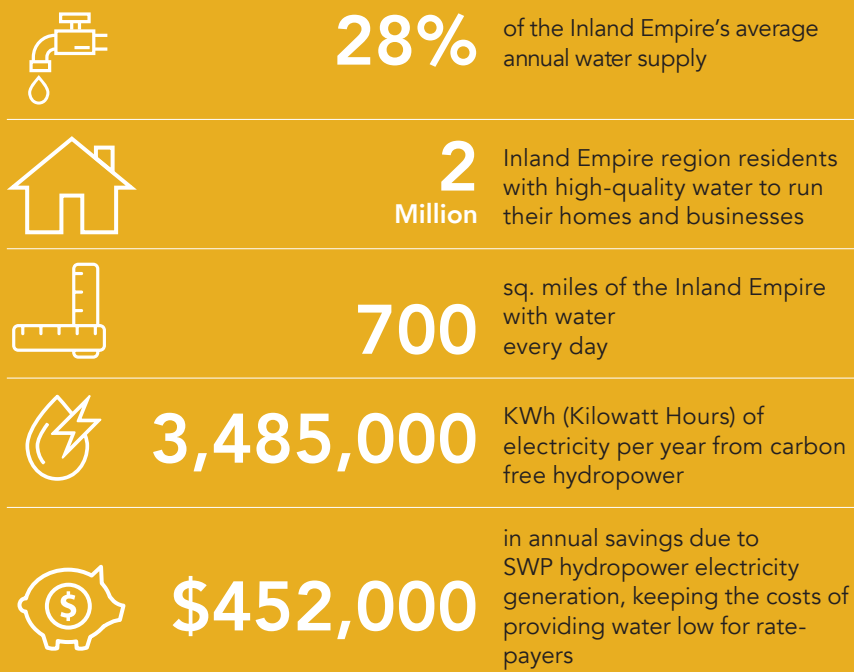 28%
of the Inland Empire's average
annual water supply
2
Million
Inland Empire region residents
with high-quality water to run
their homes and businesses
700
sq. miles of the Inland Empire
with water
every day
3,485,000
KWh (Kilowatt Hours) of
electricity per year from carbon
free hydropower
$
$452,000
in annual savings due to
SWP hydropower electricity
generation, keeping the costs of
providing water low for rate-
payers